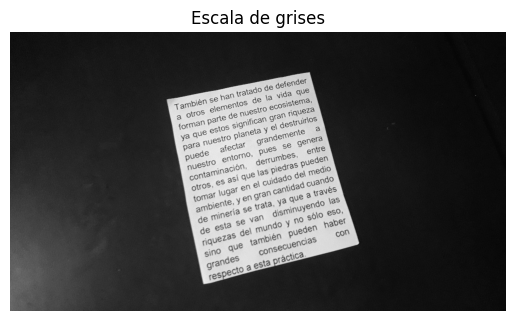 Escala de grises
También se han tratado de defender
a otros elementos de la vida que
forman parte de nuestro ecosistema,
ya que estos significan gran riqueza
para nuestro planeta y el destruirlos
puede afectar grandemente a
nuestro entorno, pues se genera
contaminación, derrumbes, entre
otros, es así que las piedras pueden
tomar lugar en el cuidado del medio
ambiente, y en gran cantidad cuando
de minería se trata, ya que a través
de esta se van disminuyendo las
riquezas del mundo y no sólo eso,
sino que también pueden haber
grandes consecuencias con
respecto a esta práctica.